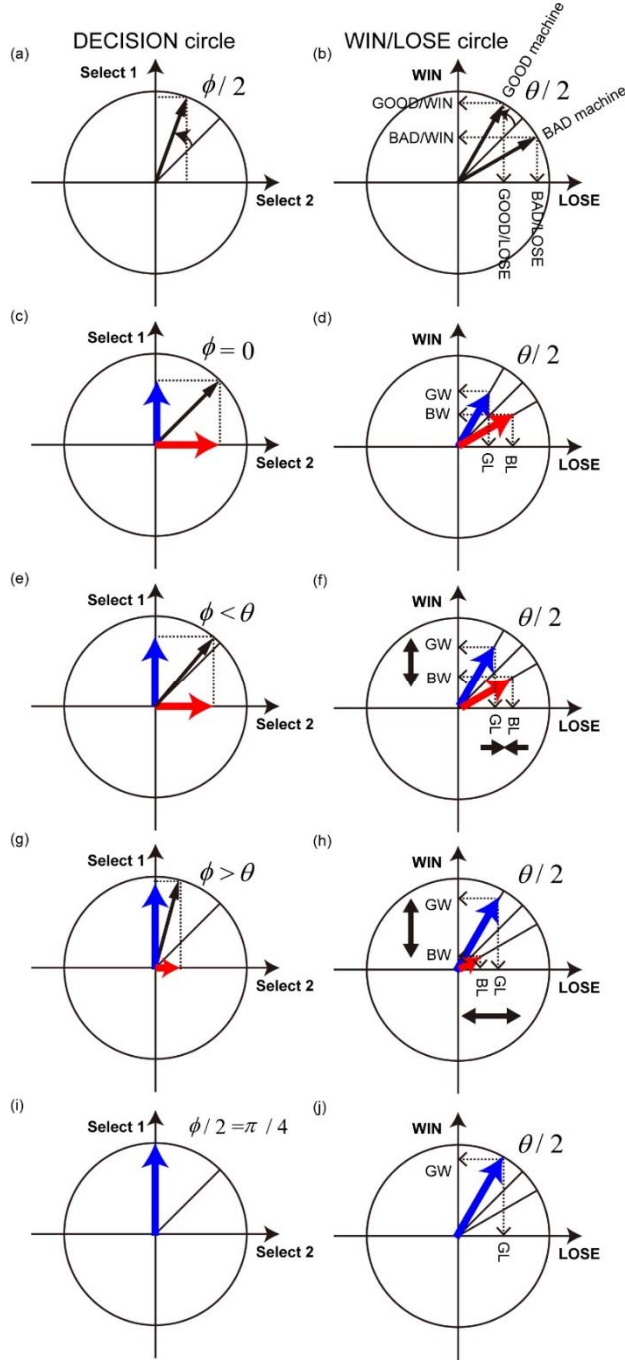 DECISION circle
WIN/LOSE circle
(a)
Select 1
ϕ/2
Select 2
(b)
WIN
GOOD machine
θ/2
BAD machine
GOOD/WIN
BAD/WIN
GOOD/LOSE
BAD/LOSE
LOSE
(c)
Select 1
ϕ = 0
Select 2
(d)
WIN
θ/2
GW
BW
GL
BL
LOSE
(e)
Select 1
ϕ < θ
Select 2
(f)
WIN
θ/2
GW
BW
GL
BL
LOSE
(g)
Select 1
ϕ > θ
Select 2
(h)
WIN
θ/2
GW
BW
BL
GL
LOSE
(i)
Select 1
ϕ/2 = π/4
Select 2
(j)
WIN
θ/2
GW
GL
LOSE